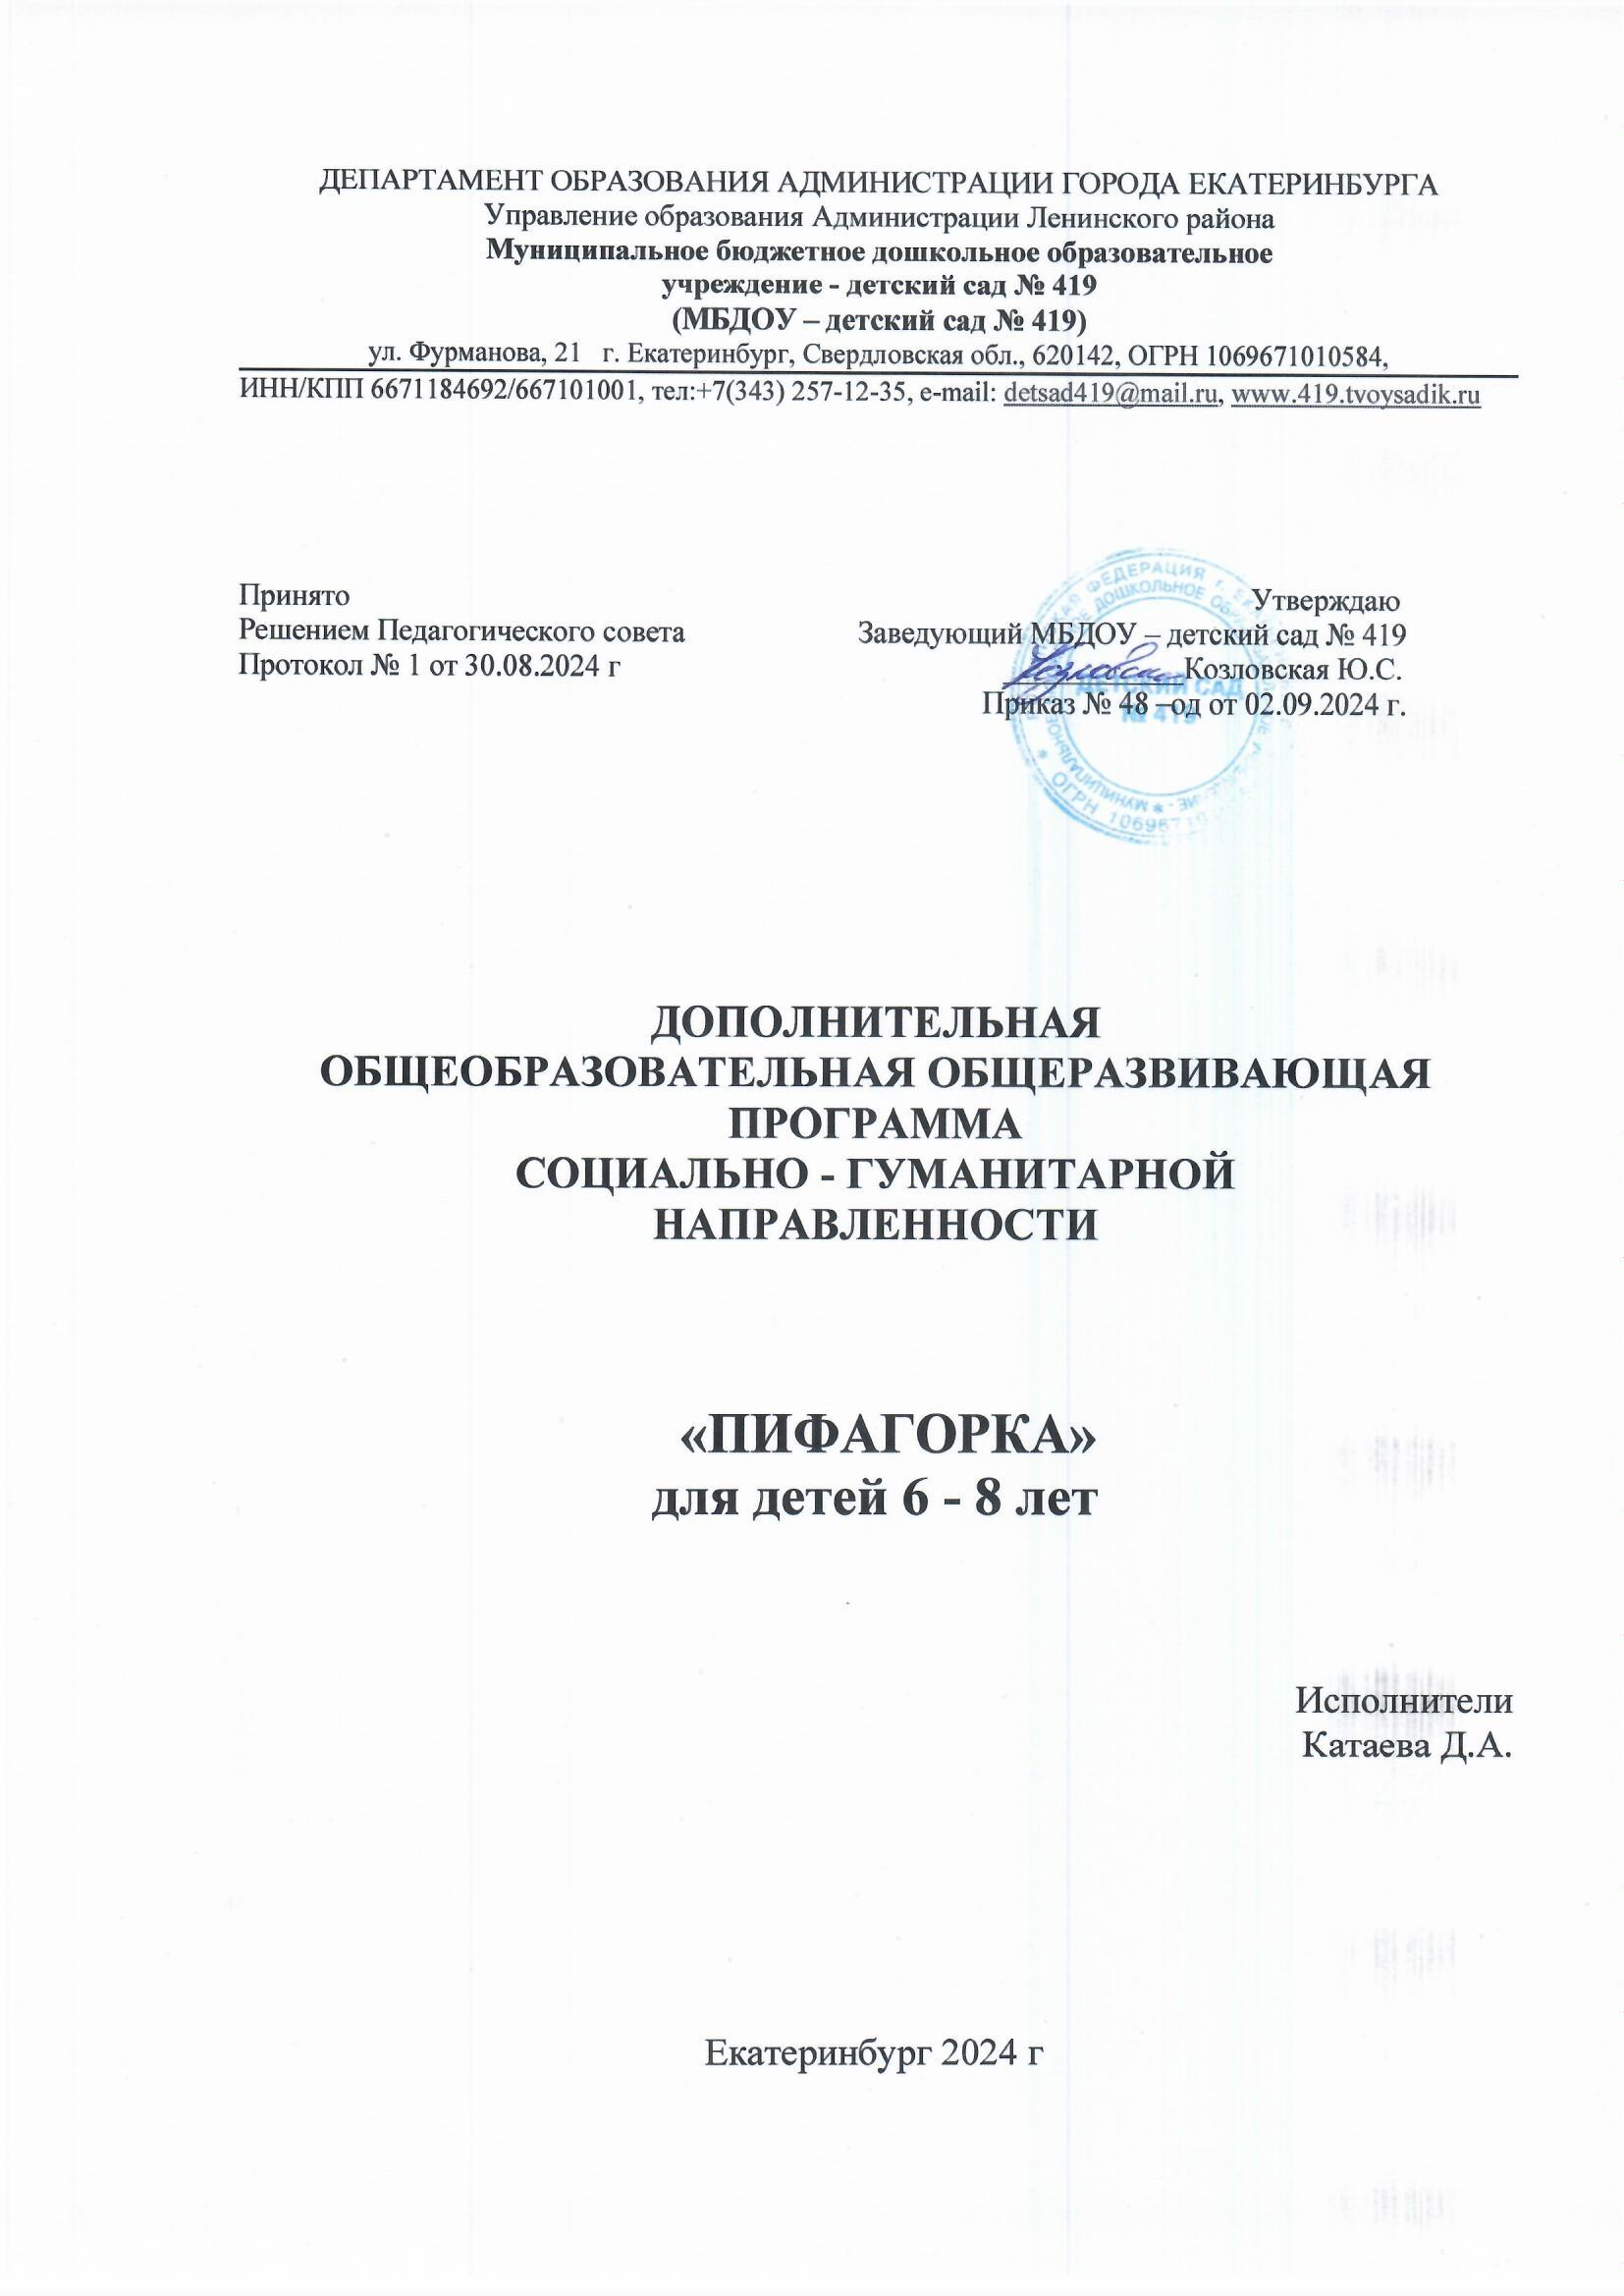 ДЕПАРТАМЕНТ ОБРАЗОВАНИЯ АДМИНИСТРАЦИИ ГОРОДА ЕКАТЕРИНБУРГА
Управление образования Администрации Ленинского района
Муниципальное бюджетное дошкольное образовательное
учреждение - детский сад № 419
(МБДОУ – детский сад № 419)
ул. Фурманова, 21 г. Екатеринбург, Свердловская обл., 620142, ОГРН 1069671010584,
ИНН/КПП 6671184692/667101001, тел:+7(343) 257-12-35, e-mail: detsad419@mail.ru, www.419.tvoysadik.ru
Принято
Решением Педагогического совета
Протокол № 1 от 30.08.2024 г
Утверждаю
Заведующий МБДОУ – детский сад № 419
Козловская Ю.С.
Приказ № 48 –од от 02.09.2024 г.
ДЕТСКИЙ САД
№ 419
ДОПОЛНИТЕЛЬНАЯ
ОБЩЕОБРАЗОВАТЕЛЬНАЯ ОБЩЕРАЗВИВАЮЩАЯ
ПРОГРАММА
СОЦИАЛЬНО - ГУМАНИТАРНОЙ
НАПРАВЛЕННОСТИ
«ПИФАГОРКА»
для детей 6 - 8 лет
Исполнители
Катаева Д.А.
Екатеринбург 2024 г